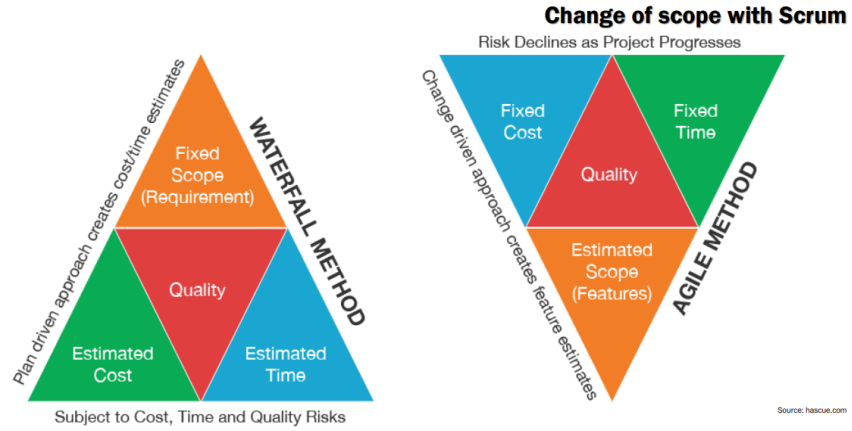 Change of scope with Scrum
Plan driven approach creates cost/time estimates
WATERFALL METHOD
Fixed
Scope
(Requirement)
Quality
Estimated
Cost
Estimated
Time
Subject to Cost, Time and Quality Risks
Risk Declines as Project Progresses
Change driven approach creates feature estimates
Fixed
Cost
Fixed
Time
Quality
Estimated
Scope
(Features)
AGILE METHOD
Source: hascue.com